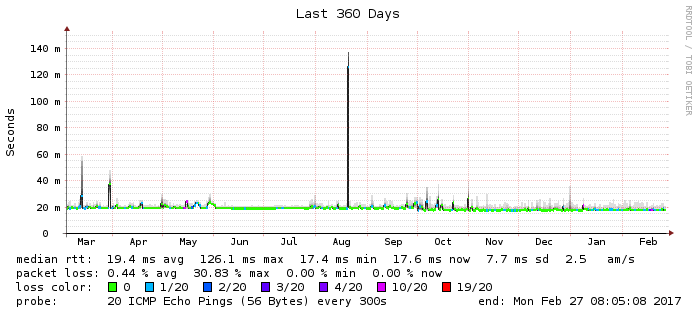 Last 360 Days
RRDTOOL / TOBI OETIKER
Seconds
140 m
120 m
100 m
80 m
60 m
40 m
20 m
0
Mar Apr May Jun Jul Aug Sep Oct Nov Dec Jan Feb
median rtt: 19.4 ms avg 126.1 ms max 17.4 ms min 17.6 ms now 7.7 ms sd 2.5 am/s
packet loss: 0.44 % avg 30.83 % max 0.00 % min 0.00 % now
loss color: 0 1/20 2/20 3/20 4/20 10/20 19/20
probe: 20 ICMP Echo Pings (56 Bytes) every 300s end: Mon Feb 27 08:05:08 2017